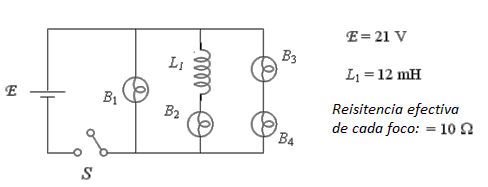 E = 21 V
L1 = 12 mH
Reisitencia efectiva
de cada foco: = 10 Ω
E
B1
L1
B2
B3
B4
S